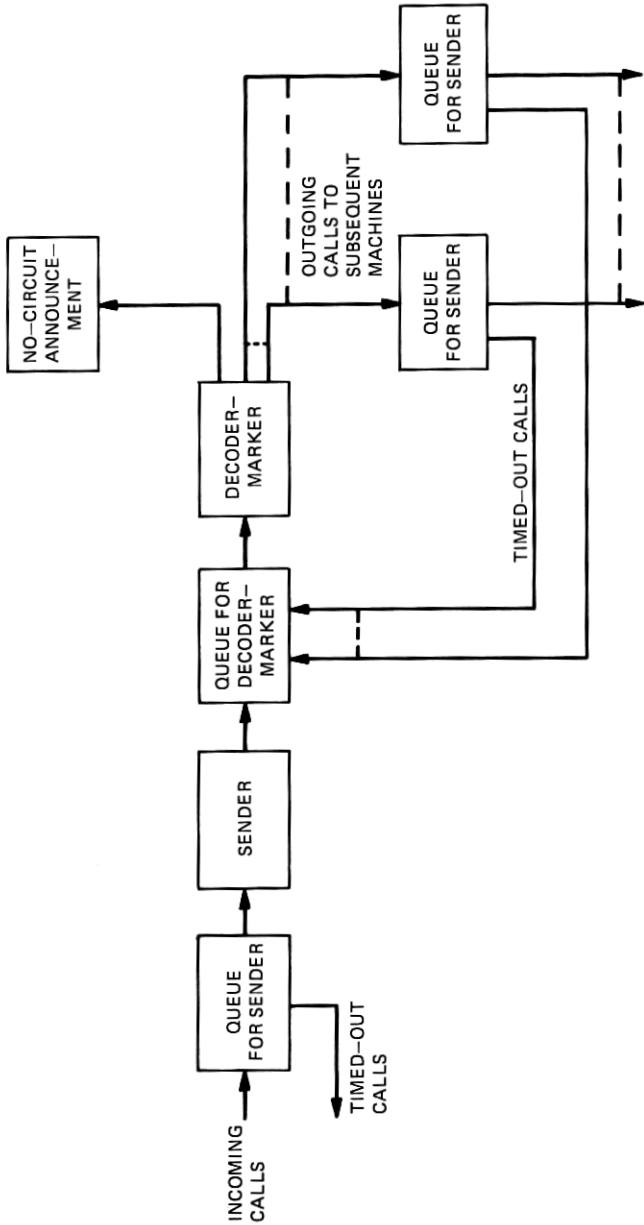 INCOMING
CALLS
QUEUE
FOR SENDER
TIMED–OUT
CALLS
SENDER
QUEUE FOR
DECODER–
MARKER
DECODER–
MARKER
NO–CIRCUIT
ANNOUNCE–
MENT
OUTGOING
CALLS TO
SUBSEQUENT
MACHINES
QUEUE
FOR SENDER
QUEUE
FOR SENDER
TIMED–OUT CALLS